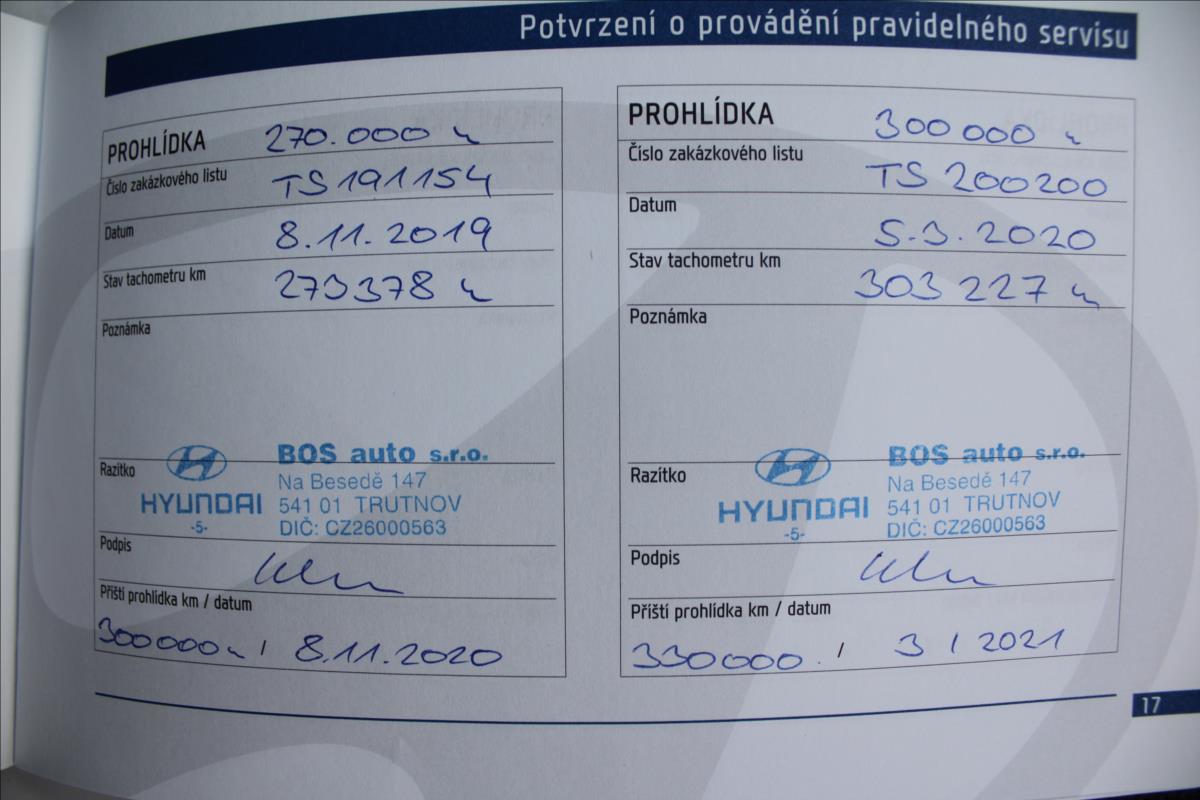 Potvrzení o provádění pravidelného servisu
PROHLÍDKA 270.000
Číslo zakázkového listu TS 191154
Datum 8.11.2019
Stav tachometru km 273378
Poznámka
Razítko
HYUNDAI
-5-
BOS auto s.r.o.
Na Besedě 147
541 01 TRUTNOV
DIČ: CZ26000563
Podpis
Příští prohlídka km / datum
300000 / 8.11.2020
PROHLÍDKA 300 000
Číslo zakázkového listu TS 200200
Datum 5.3.2020
Stav tachometru km 303 227
Poznámka
Razítko
HYUNDAI
-5-
BOS auto s.r.o.
Na Besedě 147
541 01 TRUTNOV
DIČ: CZ26000563
Podpis
Příští prohlídka km / datum
330000. / 3 / 2021
17